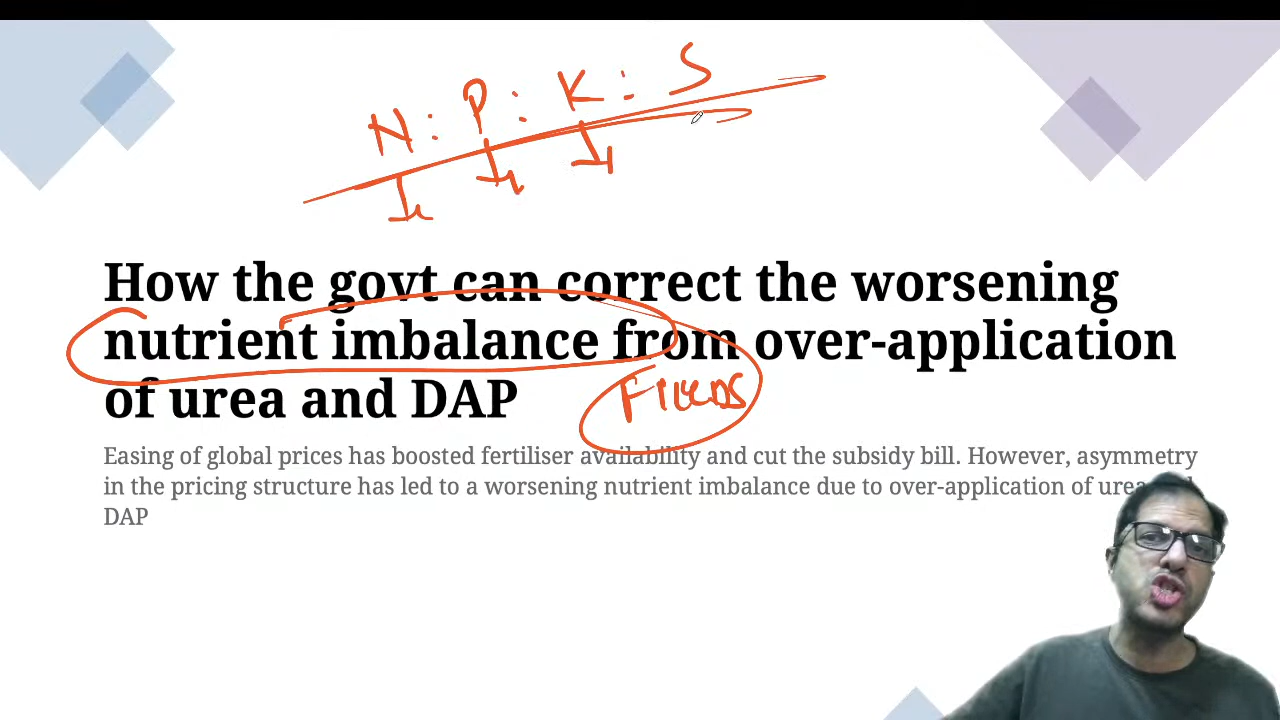 N : P : K : S
How the govt can correct the worsening
nutrient imbalance from over-application
of urea and DAP
Easing of global prices has boosted fertiliser availability and cut the subsidy bill. However, asymmetry
in the pricing structure has led to a worsening nutrient imbalance due to over-application of urea
DAP